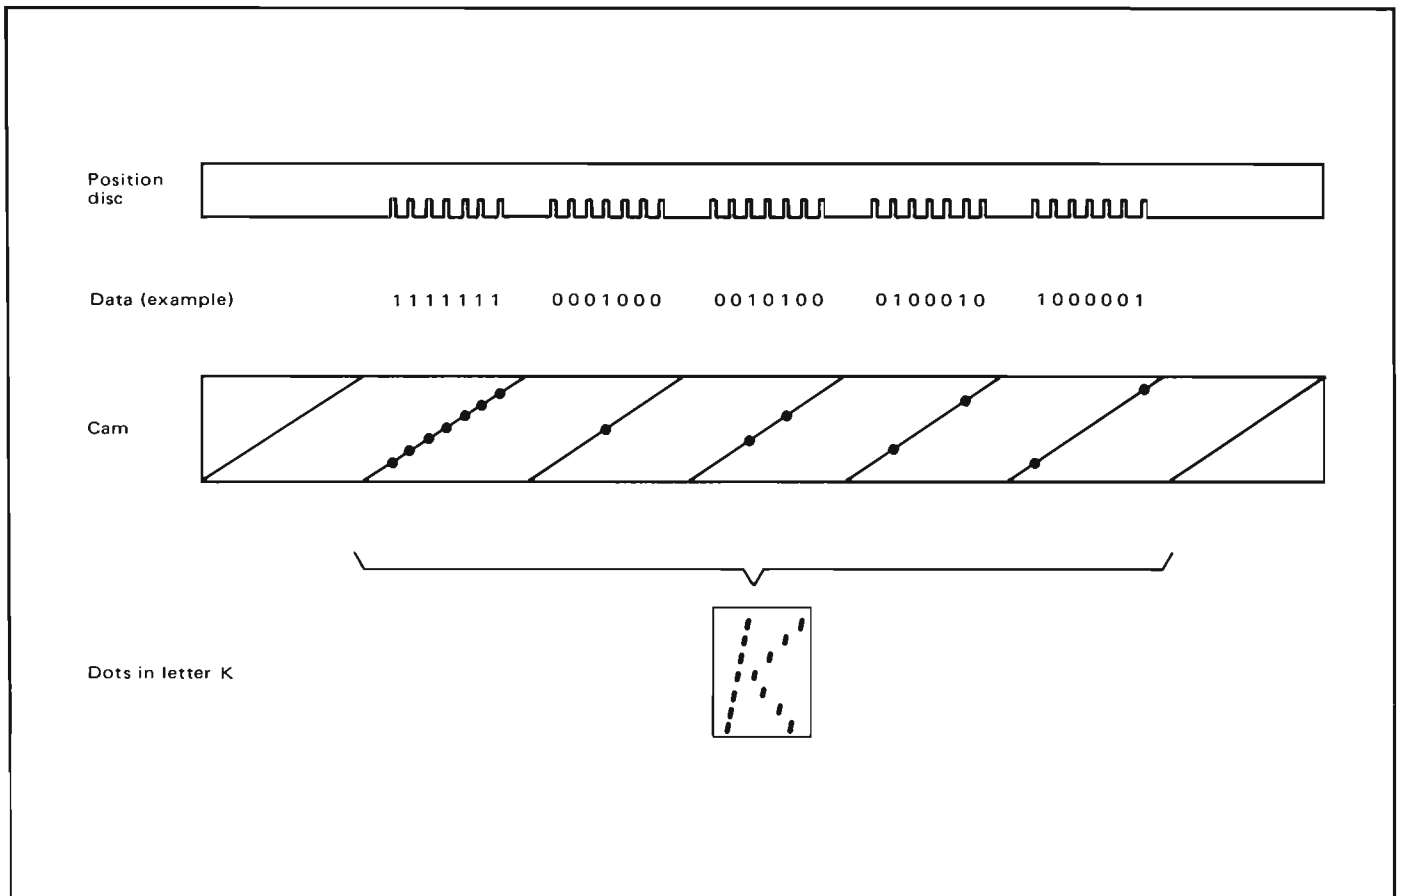 Position
disc
Data (example) 1111111 0001000 0010100 0100010 1000001
Cam
Dots in letter K